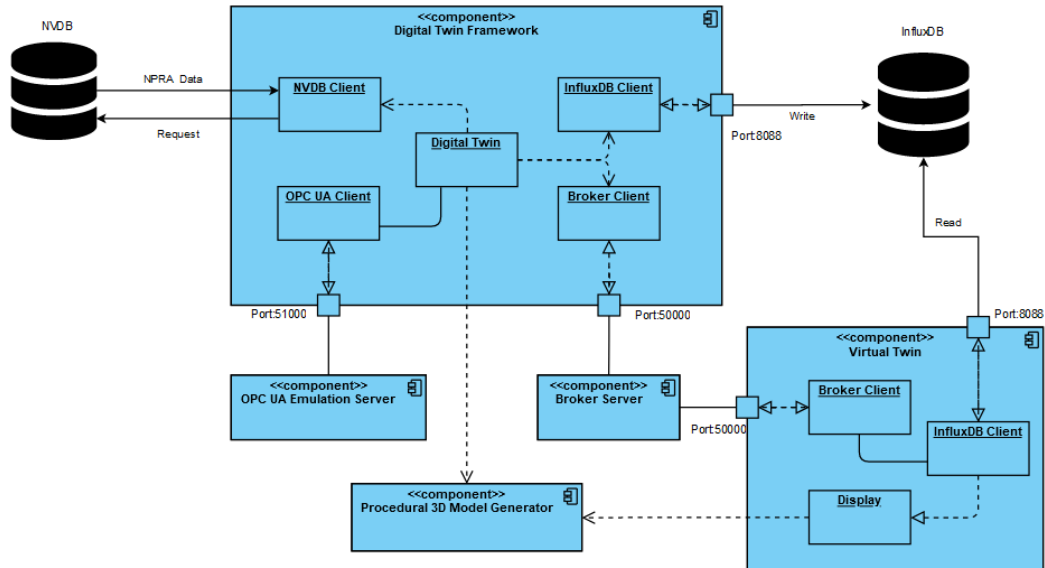 NVDB
<<component>>
Digital Twin Framework
InfluxDB
NPRA Data
NVDB Client
InfluxDB Client
Request
Write
Port:8088
Digital Twin
OPC UA Client
Broker Client
Read
Port:51000
Port:50000
Port:8088
<<component>>
Virtual Twin
<<component>>
OPC UA Emulation Server
<<component>>
Broker Server
Broker Client
Port:50000
InfluxDB Client
<<component>>
Procedural 3D Model Generator
Display